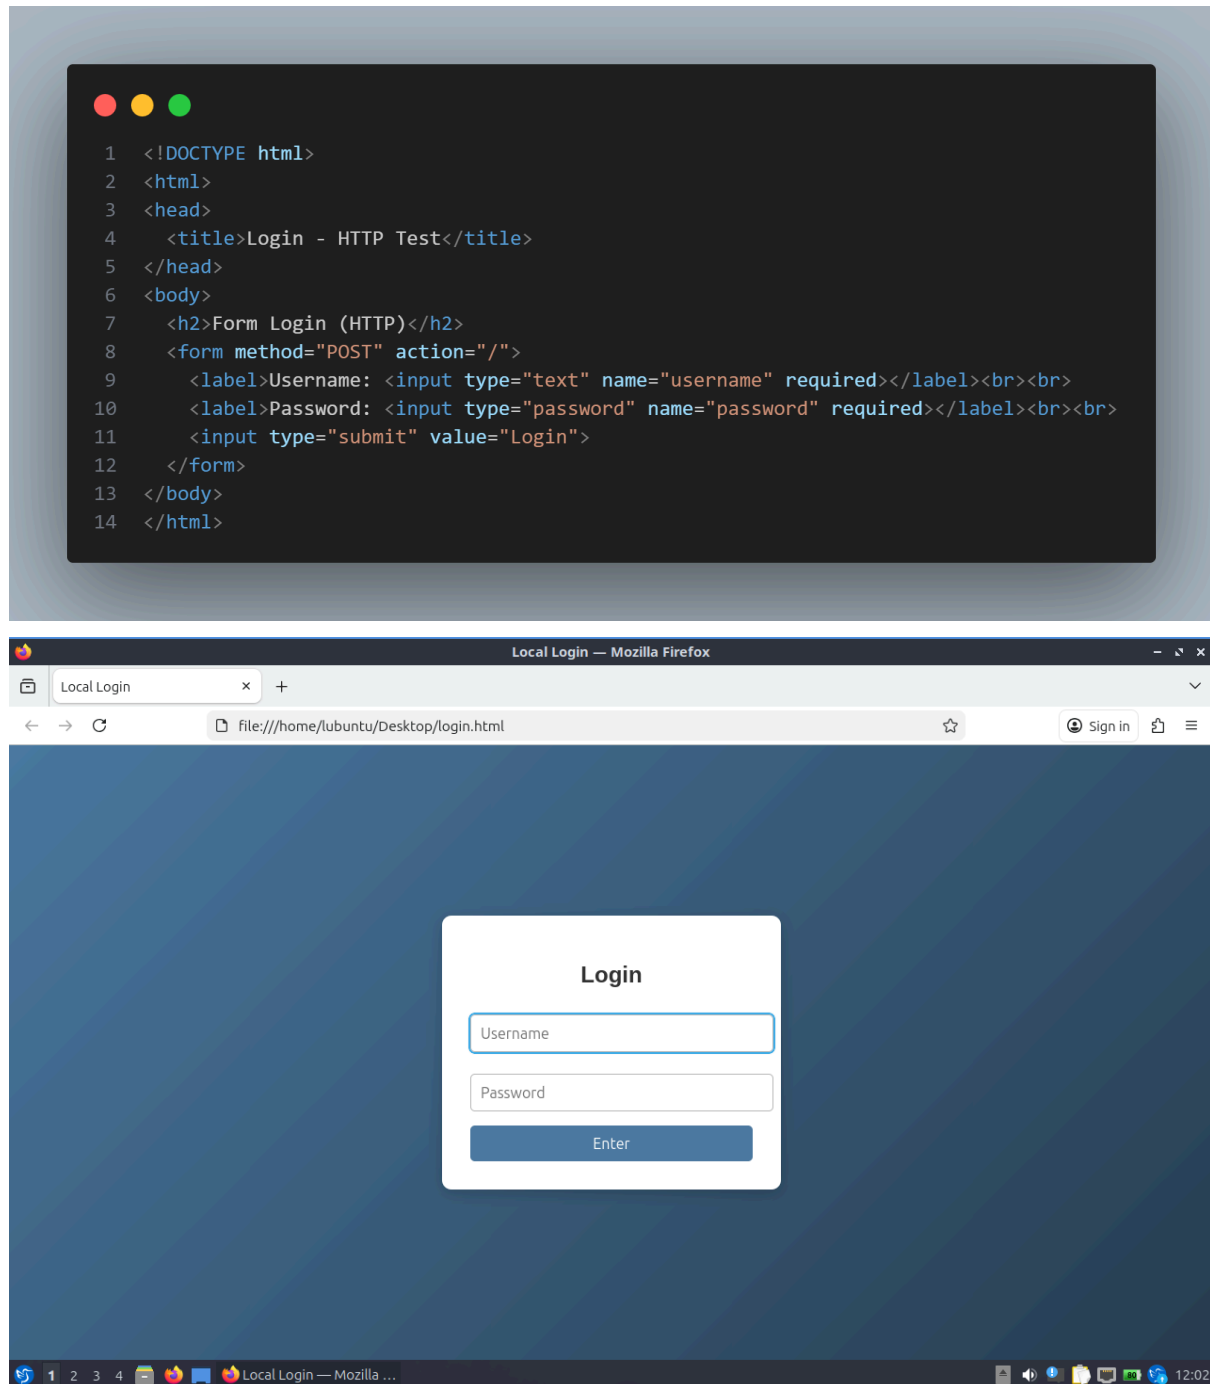 1 <!DOCTYPE html>
2 <html>
3 <head>
4   <title>Login - HTTP Test</title>
5 </head>
6 <body>
7   <h2>Form Login (HTTP)</h2>
8   <form method="POST" action="/">
9     <label>Username: <input type="text" name="username" required></label><br><br>
10     <label>Password: <input type="password" name="password" required></label><br><br>
11     <input type="submit" value="Login">
12   </form>
13 </body>
14 </html>
Local Login — Mozilla Firefox
Local Login
file:///home/lubuntu/Desktop/login.html
Sign in
Login
Username
Password
Enter
1 2 3 4 Local Login — Mozilla ... 80 12:02